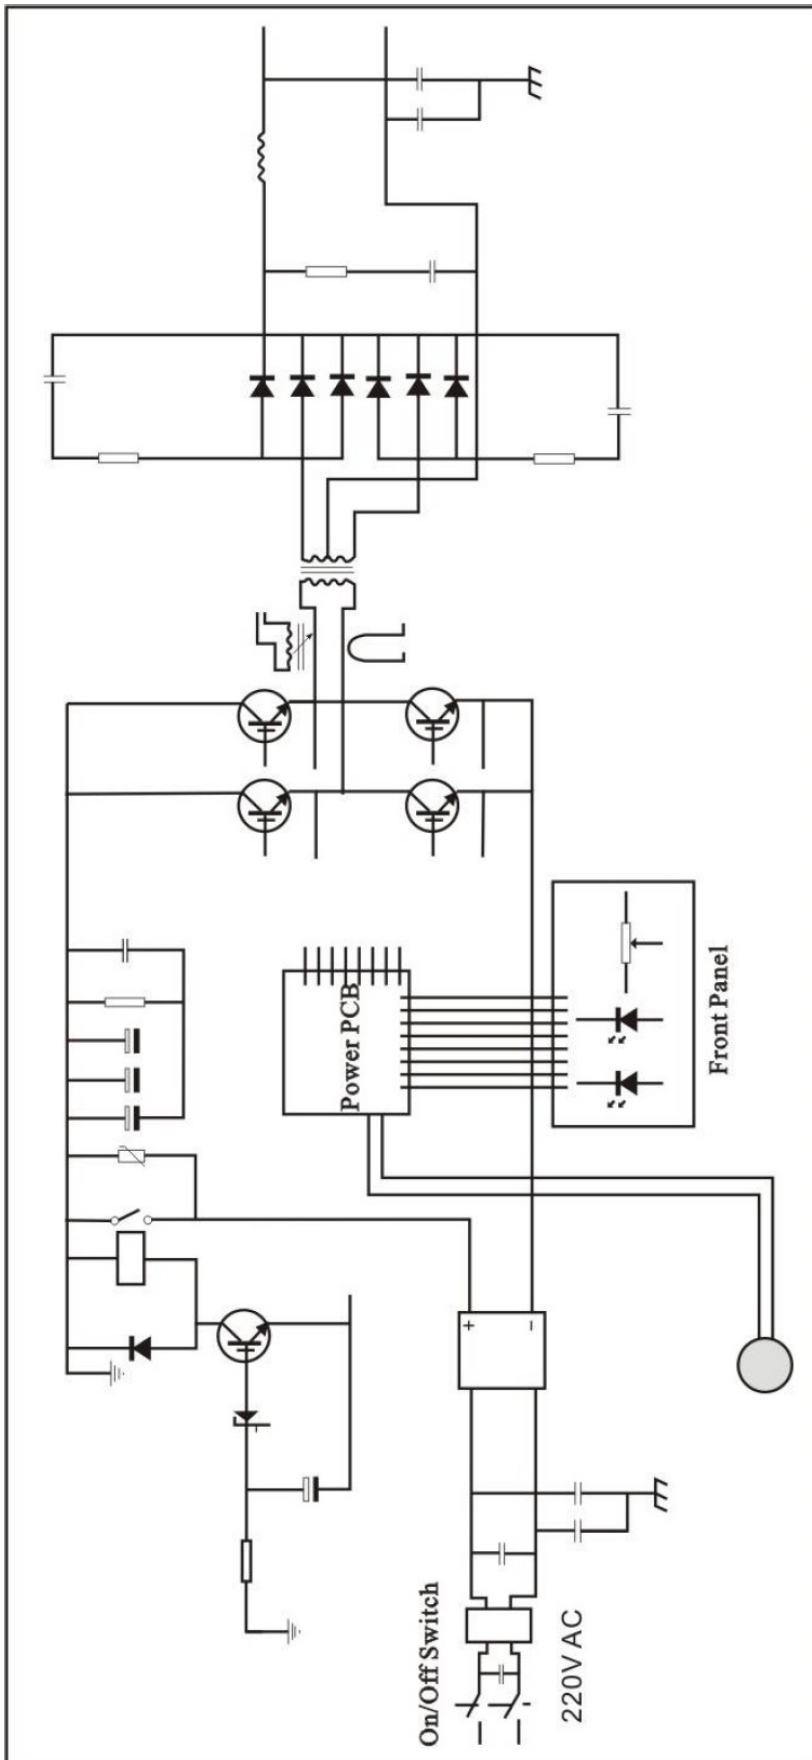 Power PCB
Front Panel
+
−
On/Off Switch
220V AC